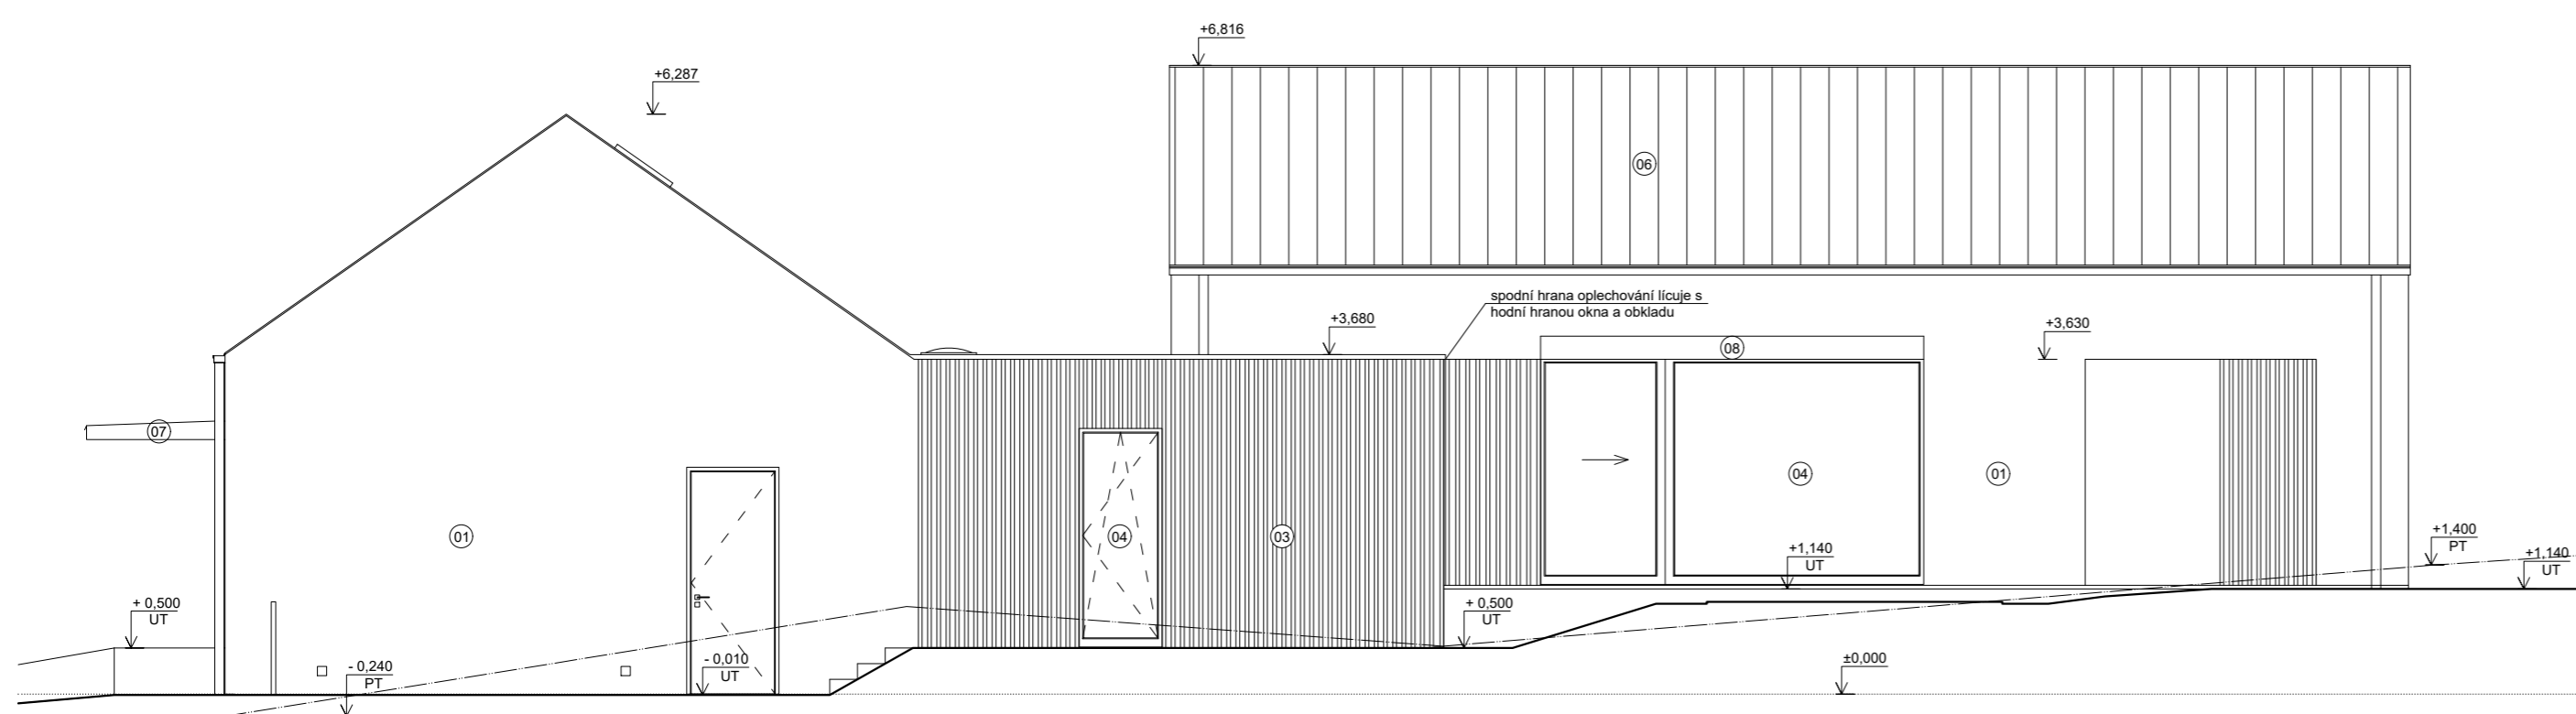 +6,816
+6,287
06
spodní hrana oplechování lícuje s
hodní hranou okna a obkladu
+3,680
+3,630
08
07
04
01
01
04
03
+1,400
PT
+1,140
UT
+1,140
UT
+ 0,500
UT
+ 0,500
UT
- 0,240
PT
- 0,010
UT
±0,000